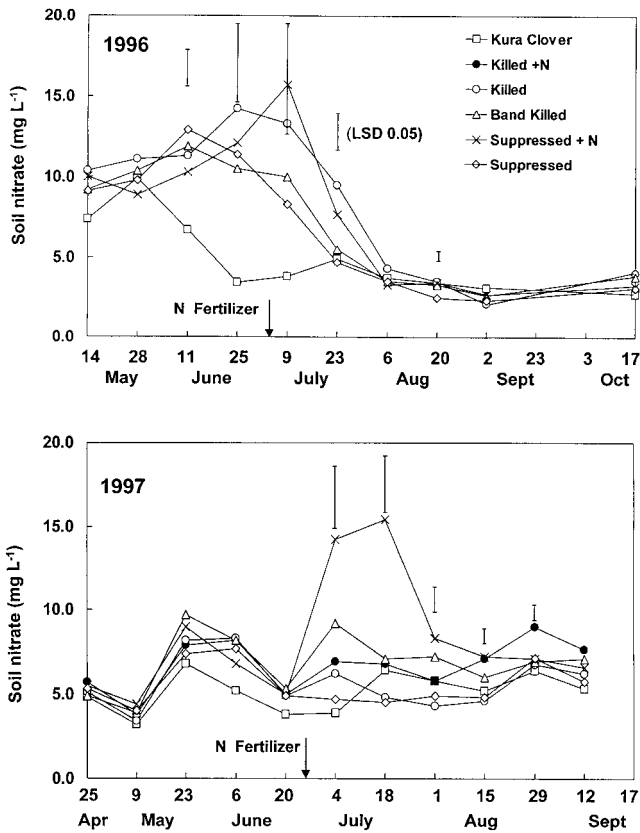 20.0
1996
Kura Clover
Killed +N
Killed
Band Killed
Suppressed + N
Suppressed
15.0
(LSD 0.05)
10.0
5.0
0.0
Soil nitrate (mg L-1)
N Fertilizer
14 28 11 25 9 23 6 20 2 23 3 17
May June July Aug Sept Oct
20.0
1997
15.0
10.0
5.0
0.0
Soil nitrate (mg L-1)
N Fertilizer
25 9 23 6 20 4 18 1 15 29 12 17
Apr May June July Aug Sept